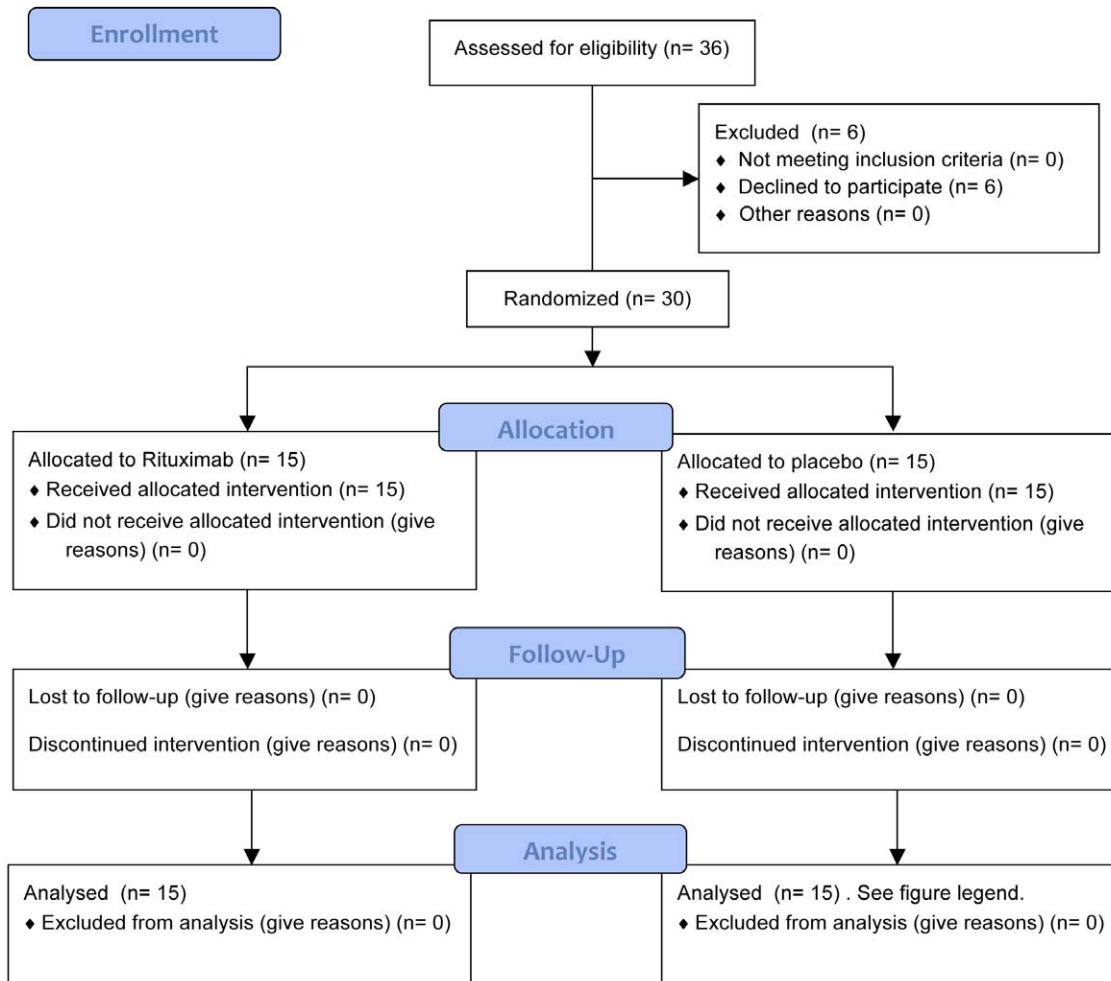 Enrollment
Assessed for eligibility (n= 36)
Excluded (n= 6)
♦ Not meeting inclusion criteria (n= 0)
♦ Declined to participate (n= 6)
♦ Other reasons (n= 0)
Randomized (n= 30)
Allocation
Allocated to Rituximab (n= 15)
♦ Received allocated intervention (n= 15)
♦ Did not receive allocated intervention (give
reasons) (n= 0)
Allocated to placebo (n= 15)
♦ Received allocated intervention (n= 15)
♦ Did not receive allocated intervention (give
reasons) (n= 0)
Follow-Up
Lost to follow-up (give reasons) (n= 0)
Discontinued intervention (give reasons) (n= 0)
Lost to follow-up (give reasons) (n= 0)
Discontinued intervention (give reasons) (n= 0)
Analysis
Analysed (n= 15)
♦ Excluded from analysis (give reasons) (n= 0)
Analysed (n= 15) . See figure legend.
♦ Excluded from analysis (give reasons) (n= 0)